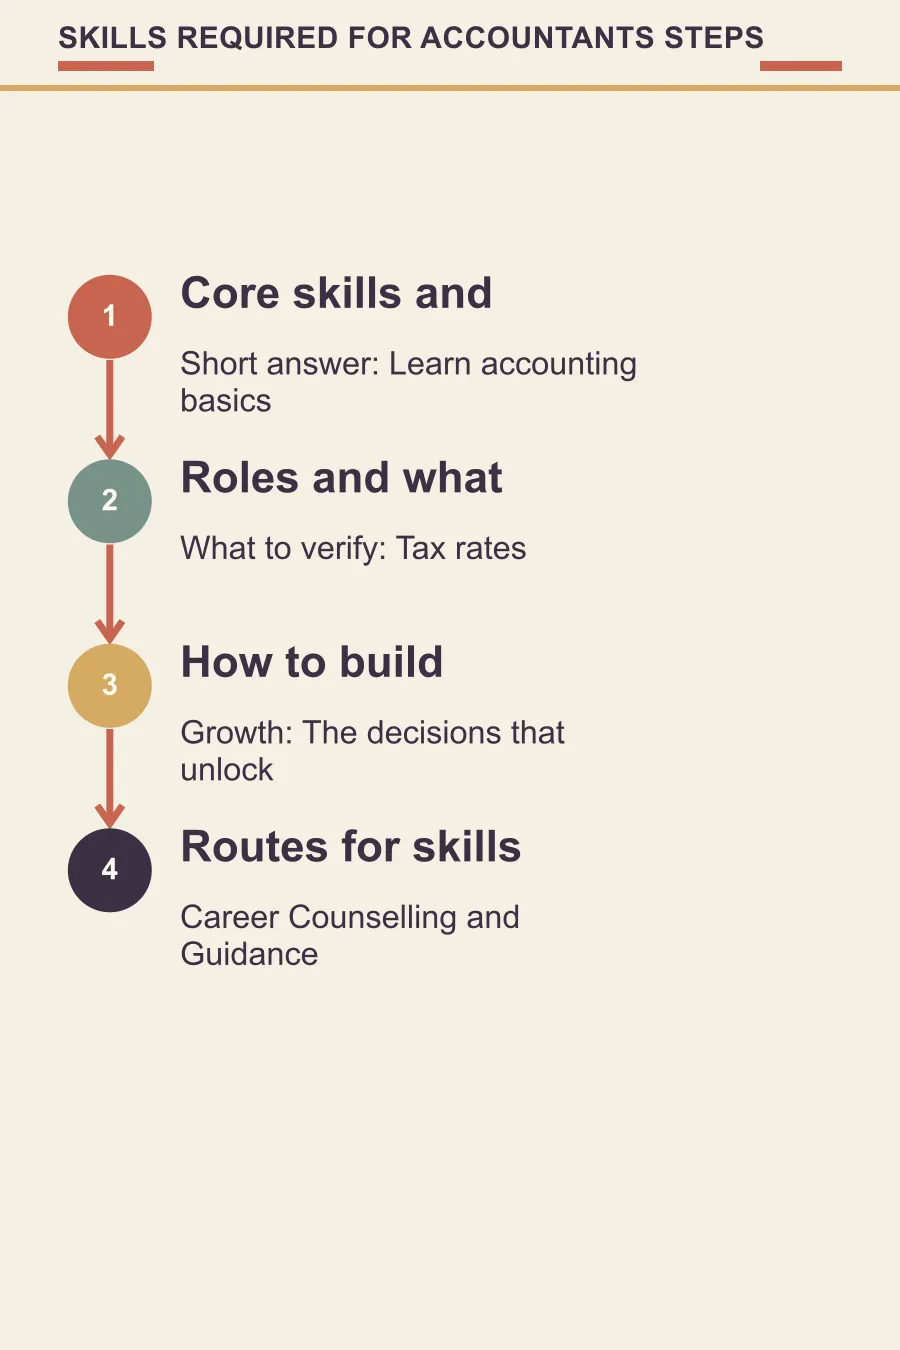 SKILLS REQUIRED FOR ACCOUNTANTS STEPS
1
Core skills and
Short answer: Learn accounting
basics
2
Roles and what
What to verify: Tax rates
3
How to build
Growth: The decisions that
unlock
4
Routes for skills
Career Counselling and
Guidance